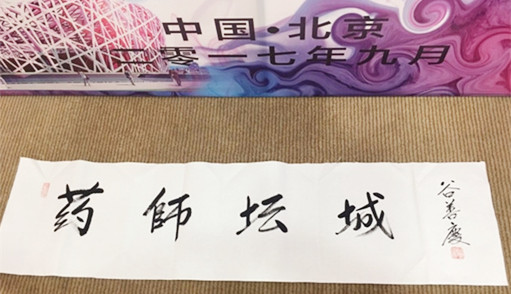 中国·北京
二零一七年九月
药師坛城
谷善慶